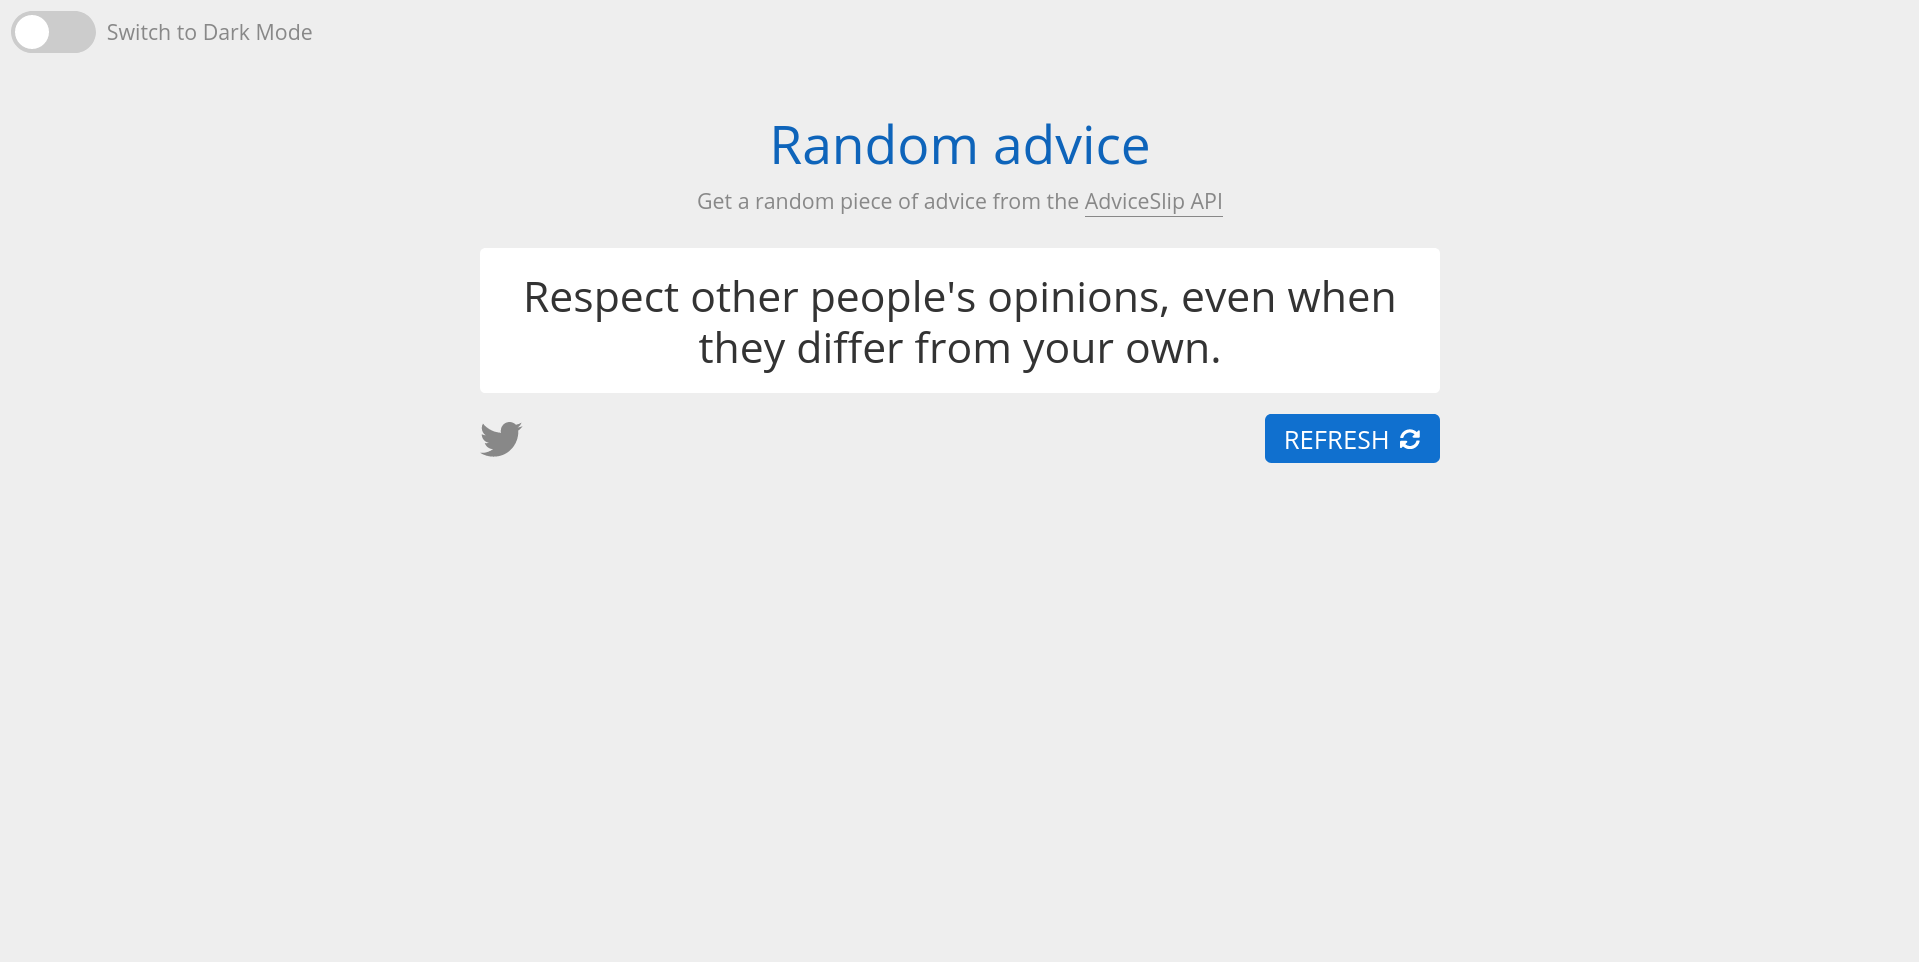 Switch to Dark Mode
Random advice
Get a random piece of advice from the AdviceSlip API
Respect other people's opinions, even when
they differ from your own.
REFRESH